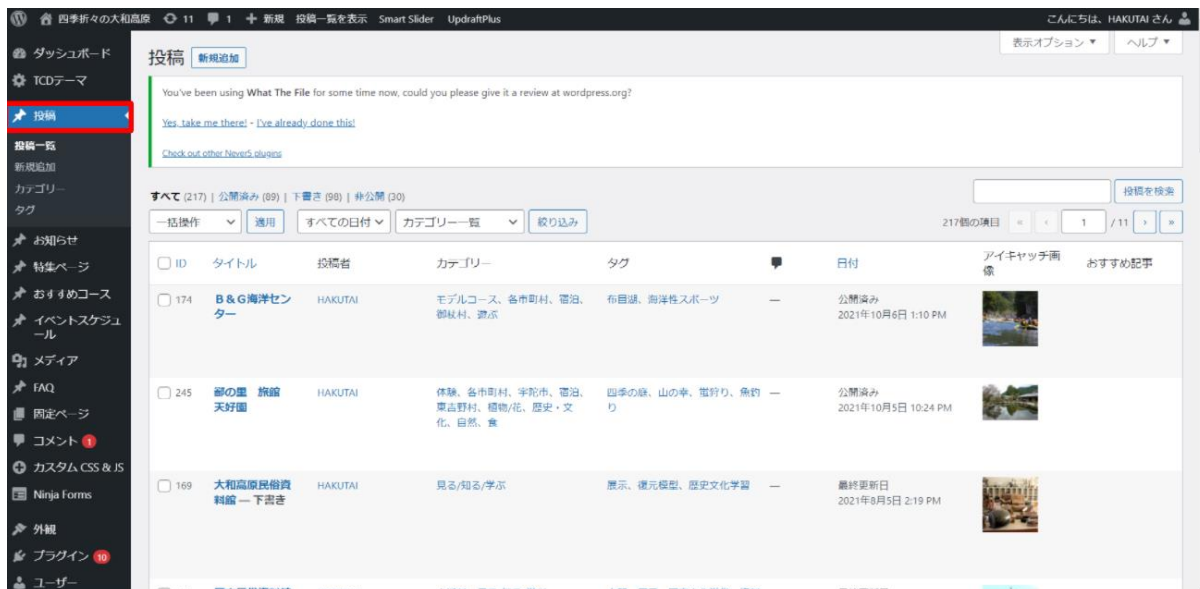 四季折々の大和高原 11 1 新規 投稿一覧を表示 Smart Slider UpdraftPlus こんにちは、HAKUTAI さん
ダッシュボード
TCDテーマ
投稿
投稿一覧
新規追加
カテゴリー
タグ
お知らせ
特集ページ
おすすめコース
イベントスケジュ
ール
メディア
FAQ
固定ページ
コメント 1
カスタム CSS & JS
Ninja Forms
外観
プラグイン 10
ユーザー
表示オプション ▼ ヘルプ ▼
投稿 新規追加
You've been using What The File for some time now, could you please give it a review at wordpress.org?
Yes, take me there! - I've already done this!
Check out other Never5 plugins
すべて (217) | 公開済み (89) | 下書き (98) | 非公開 (30)
投稿を検索
一括操作 適用 すべての日付 カテゴリー一覧 絞り込み 217個の項目 « ‹ 1 / 11 › »
ID タイトル 投稿者 カテゴリー タグ 日付 アイキャッチ画 おすすめ記事
像
174 B&G海洋セン HAKUTAI モデルコース、各市町村、宿泊、 布目湖、海洋性スポーツ — 公開済み
ター 御杖村、遊ぶ 2021年10月6日 1:10 PM
245 鄙の里 旅館 HAKUTAI 体験、各市町村、宇陀市、宿泊、 四季の庭、山の幸、蛍狩り、魚釣 — 公開済み
天好園 東吉野村、植物/花、歴史・文 り 2021年10月5日 10:24 PM
化、自然、食
169 大和高原民俗資 HAKUTAI 見る/知る/学ぶ 展示、復元模型、歴史文化学習 — 最終更新日
料館 — 下書き 2021年8月5日 2:19 PM